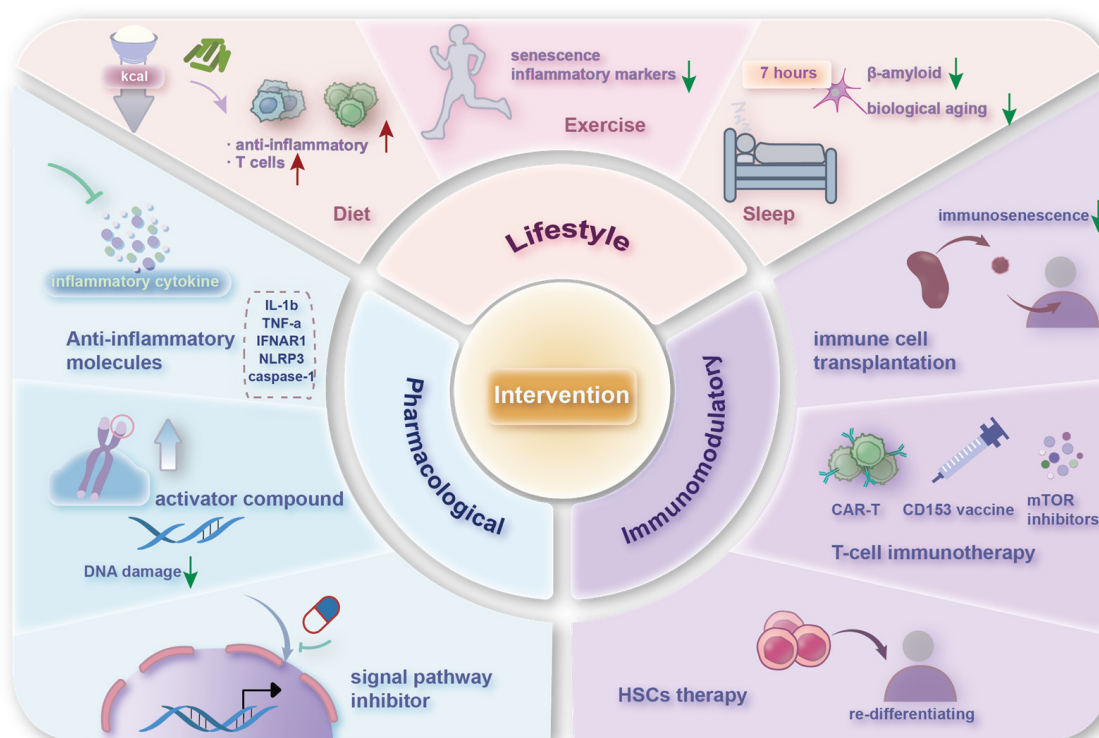 kcal
· anti-inflammatory
· T cells
Diet
senescence
inflammatory markers
Exercise
7 hours
β-amyloid
biological aging
Sleep
Lifestyle
inflammatory cytokine
IL-1b
TNF-a
IFNAR1
NLRP3
caspase-1
Anti-inflammatory
molecules
activator compound
DNA damage
signal pathway
inhibitor
Pharmacological
Intervention
Immunomodulatory
immunosenescence
immune cell
transplantation
CAR-T
CD153 vaccine
mTOR
inhibitors
T-cell immunotherapy
HSCs therapy
re-differentiating